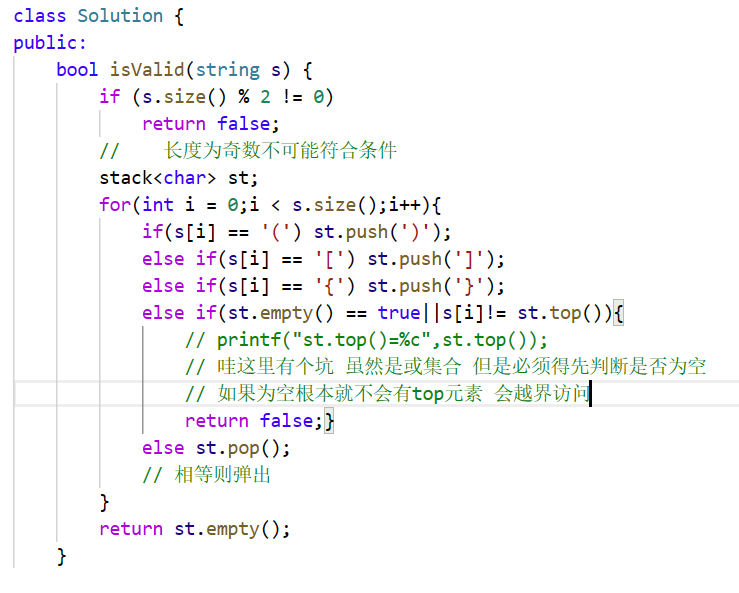 class Solution {
public:
    bool isValid(string s) {
        if (s.size() % 2 != 0)
            return false;
        //    长度为奇数不可能符合条件
        stack<char> st;
        for(int i = 0;i < s.size();i++){
            if(s[i] == '(') st.push(')');
            else if(s[i] == '[') st.push(']');
            else if(s[i] == '{') st.push('}');
            else if(st.empty() == true||s[i]!= st.top()){
                // printf("st.top()=%c",st.top());
                // 哇这里有个坑 虽然是或集合 但是必须得先判断是否为空
                // 如果为空根本就不会有top元素 会越界访问
                return false;}
            else st.pop();
            // 相等则弹出
        }
        return st.empty();
    }